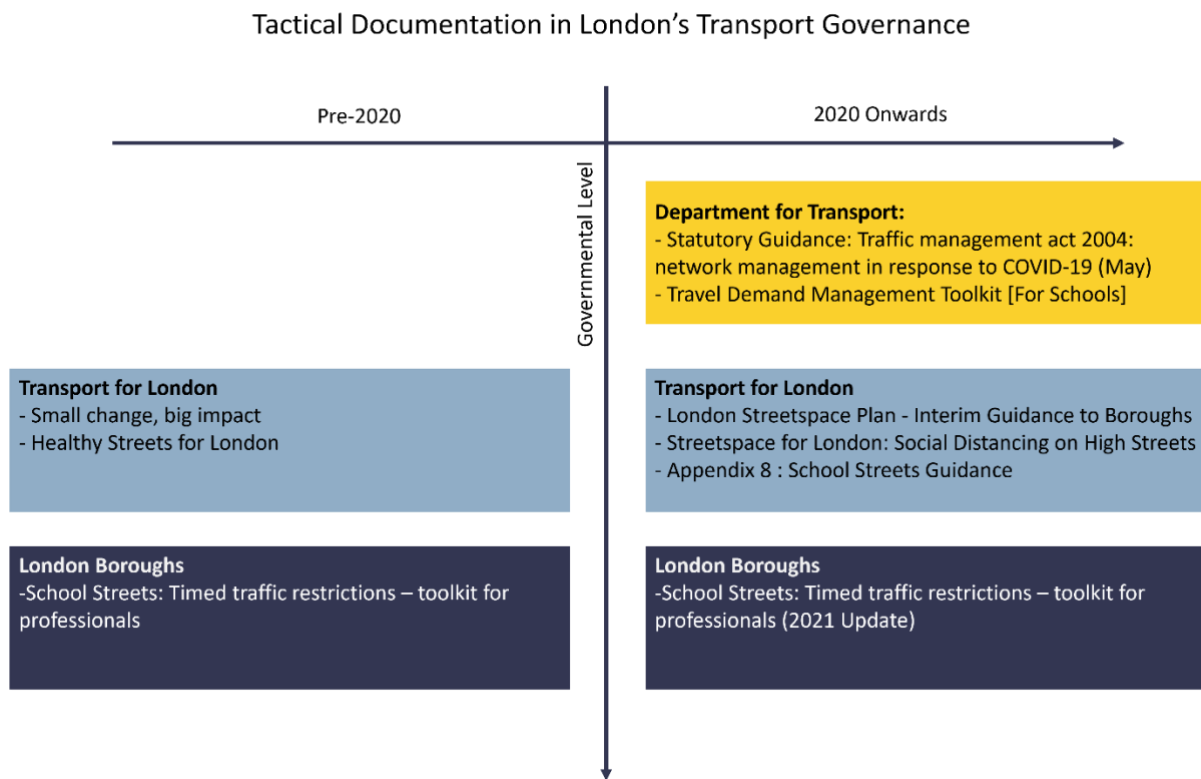 Tactical Documentation in London's Transport Governance
Pre-2020
2020 Onwards
Governmental Level
Department for Transport:
- Statutory Guidance: Traffic management act 2004:
network management in response to COVID-19 (May)
- Travel Demand Management Toolkit [For Schools]
Transport for London
- Small change, big impact
- Healthy Streets for London
Transport for London
- London Streetspace Plan - Interim Guidance to Boroughs
- Streetspace for London: Social Distancing on High Streets
- Appendix 8 : School Streets Guidance
London Boroughs
-School Streets: Timed traffic restrictions – toolkit for
professionals
London Boroughs
-School Streets: Timed traffic restrictions – toolkit for
professionals (2021 Update)